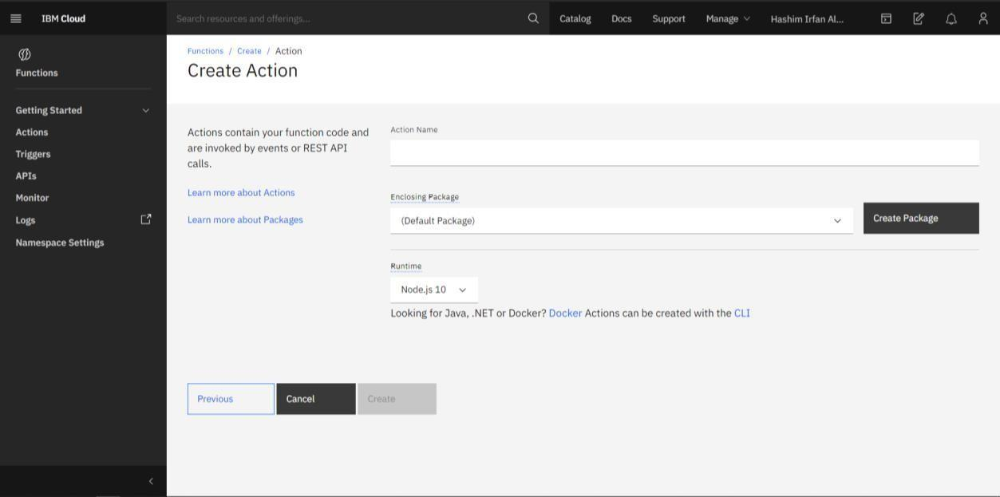 IBM Cloud
Search resources and offerings...
Catalog
Docs
Support
Manage
Hashim Irfan Al...
Functions
Getting Started
Actions
Triggers
APIs
Monitor
Logs
Namespace Settings
Functions / Create / Action
Create Action
Actions contain your function code and
are invoked by events or REST API
calls.
Learn more about Actions
Learn more about Packages
Action Name
Enclosing Package
(Default Package)
Create Package
Runtime
Node.js 10
Looking for Java, .NET or Docker? Docker Actions can be created with the CLI
Previous
Cancel
Create